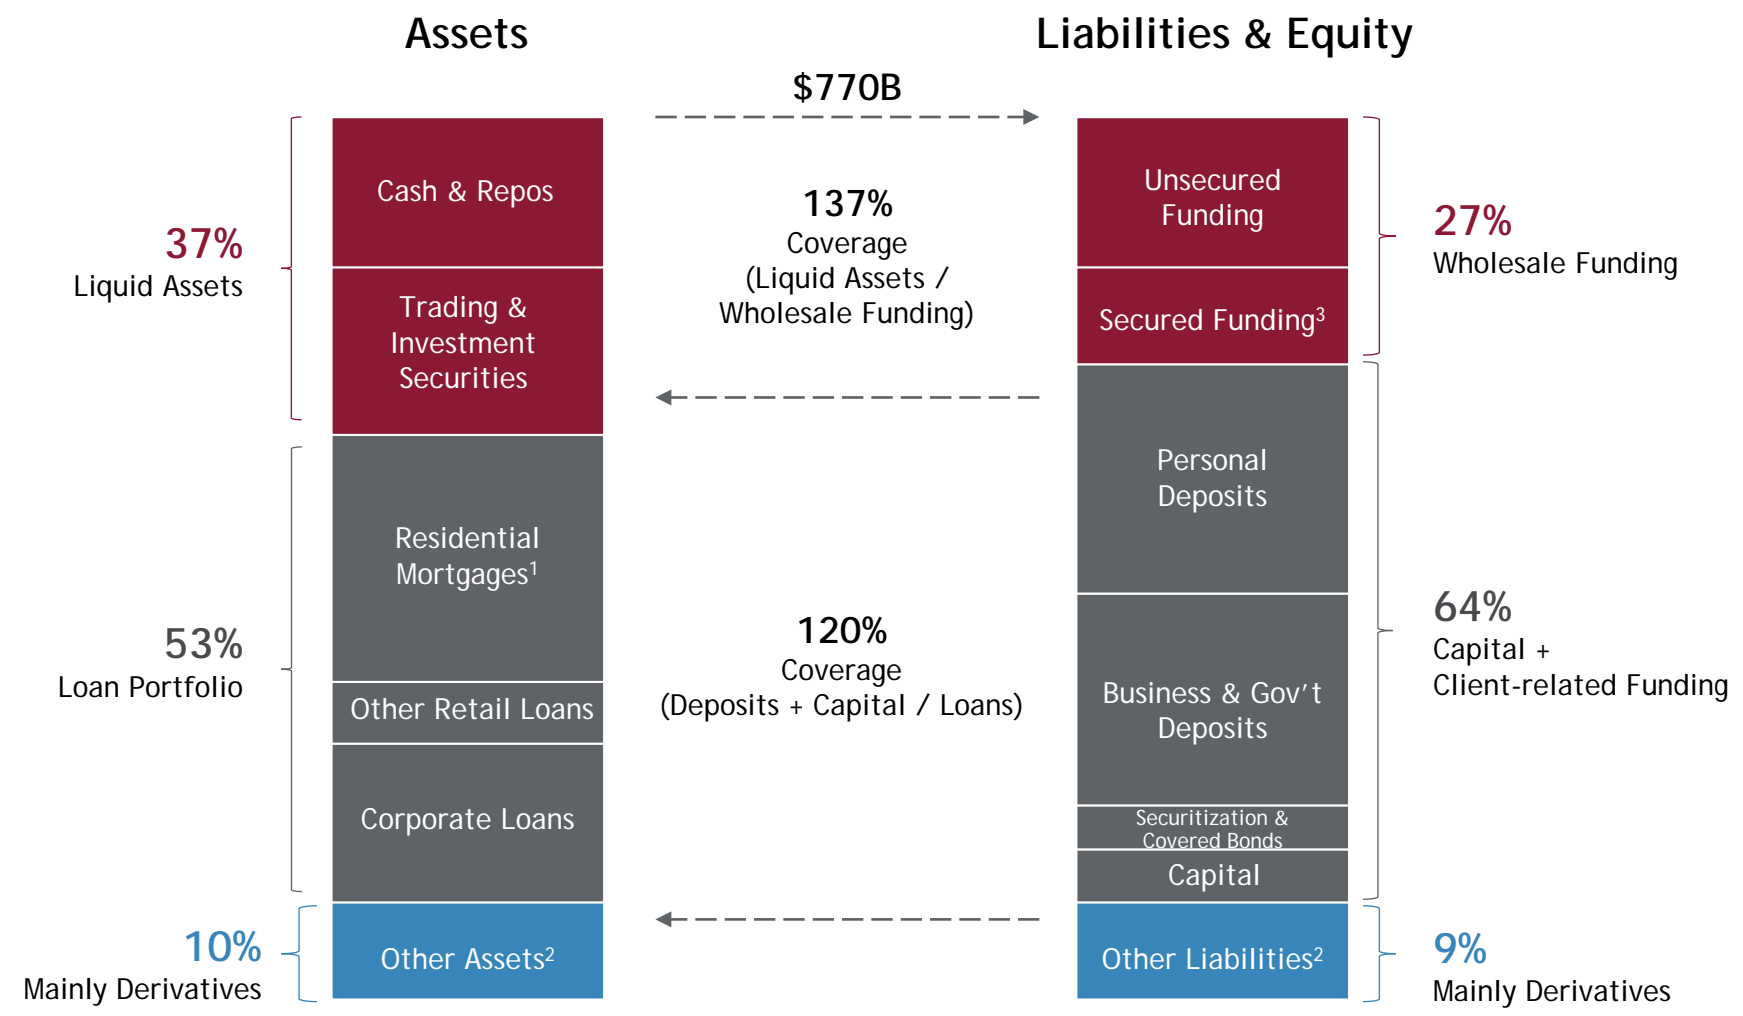 Assets
Liabilities & Equity
$770B
Cash & Repos
Unsecured
Funding
137%
Coverage
(Liquid Assets /
Wholesale Funding)
37%
Liquid Assets
27%
Wholesale Funding
Trading &
Investment
Securities
Secured Funding³
Personal
Deposits
Residential
Mortgages¹
53%
Loan Portfolio
120%
Coverage
(Deposits + Capital / Loans)
64%
Capital +
Client-related Funding
Other Retail Loans
Business & Gov’t
Deposits
Corporate Loans
Securitization &
Covered Bonds
Capital
10%
Mainly Derivatives
Other Assets²
Other Liabilities²
9%
Mainly Derivatives